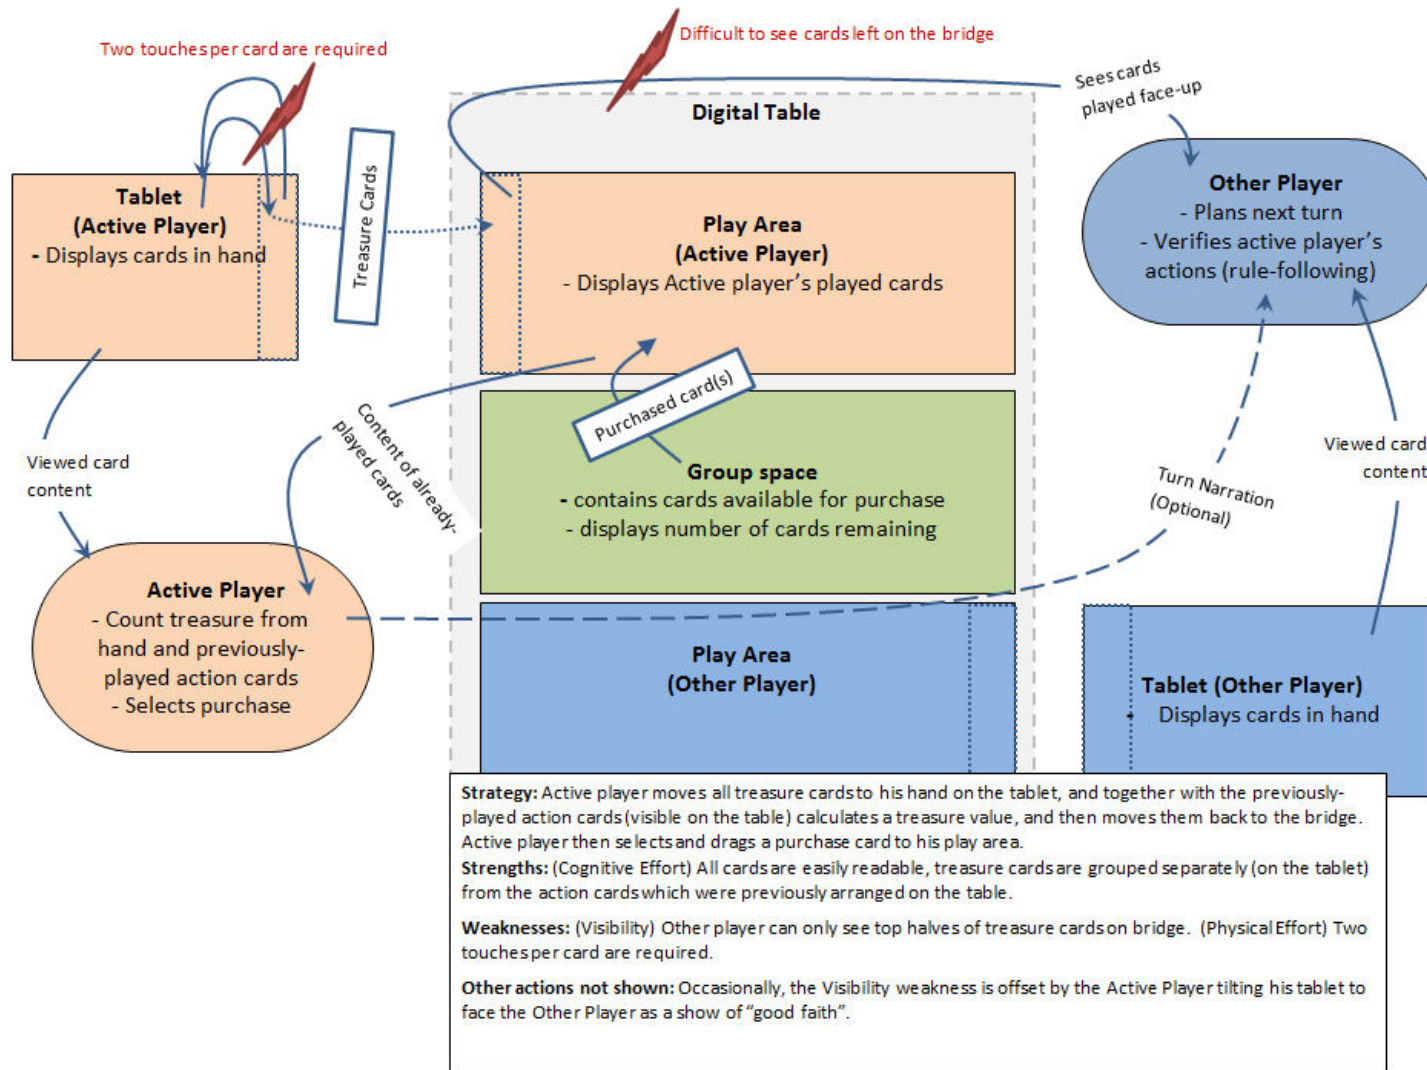 Two touches per card are required
Difficult to see cards left on the bridge
Sees cards
played face-up
Digital Table
Tablet
(Active Player)
- Displays cards in hand
Treasure Cards
Play Area
(Active Player)
- Displays Active player's played cards
Other Player
- Plans next turn
- Verifies active player's
actions (rule-following)
Purchased card(s)
Content of already-
played cards
Viewed card
content
Group space
- contains cards available for purchase
- displays number of cards remaining
Turn Narration
(Optional)
Viewed card
content
Active Player
- Count treasure from
hand and previously-
played action cards
- Selects purchase
Play Area
(Other Player)
Tablet (Other Player)
- Displays cards in hand
Strategy: Active player moves all treasure cards to his hand on the tablet, and together with the previously-
played action cards (visible on the table) calculates a treasure value, and then moves them back to the bridge.
Active player then selects and drags a purchase card to his play area.
Strengths: (Cognitive Effort) All cards are easily readable, treasure cards are grouped separately (on the tablet)
from the action cards which were previously arranged on the table.
Weaknesses: (Visibility) Other player can only see top halves of treasure cards on bridge. (Physical Effort) Two
touches per card are required.
Other actions not shown: Occasionally, the Visibility weakness is offset by the Active Player tilting his tablet to
face the Other Player as a show of "good faith".